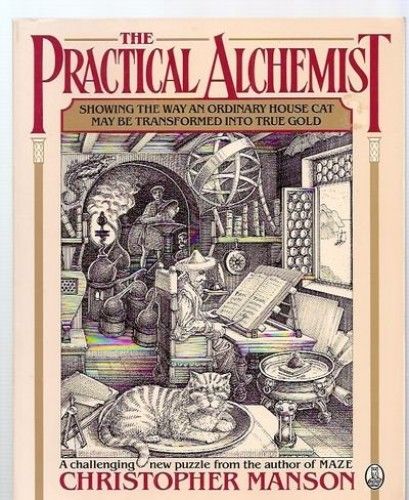 THE
PRACTICAL ALCHEMIST
SHOWING THE WAY AN ORDINARY HOUSE CAT
MAY BE TRANSFORMED INTO TRUE GOLD
A challenging new puzzle from the author of MAZE
CHRISTOPHER MANSON